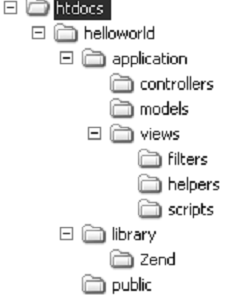 htdocs
helloworld
application
controllers
models
views
filters
helpers
scripts
library
Zend
public